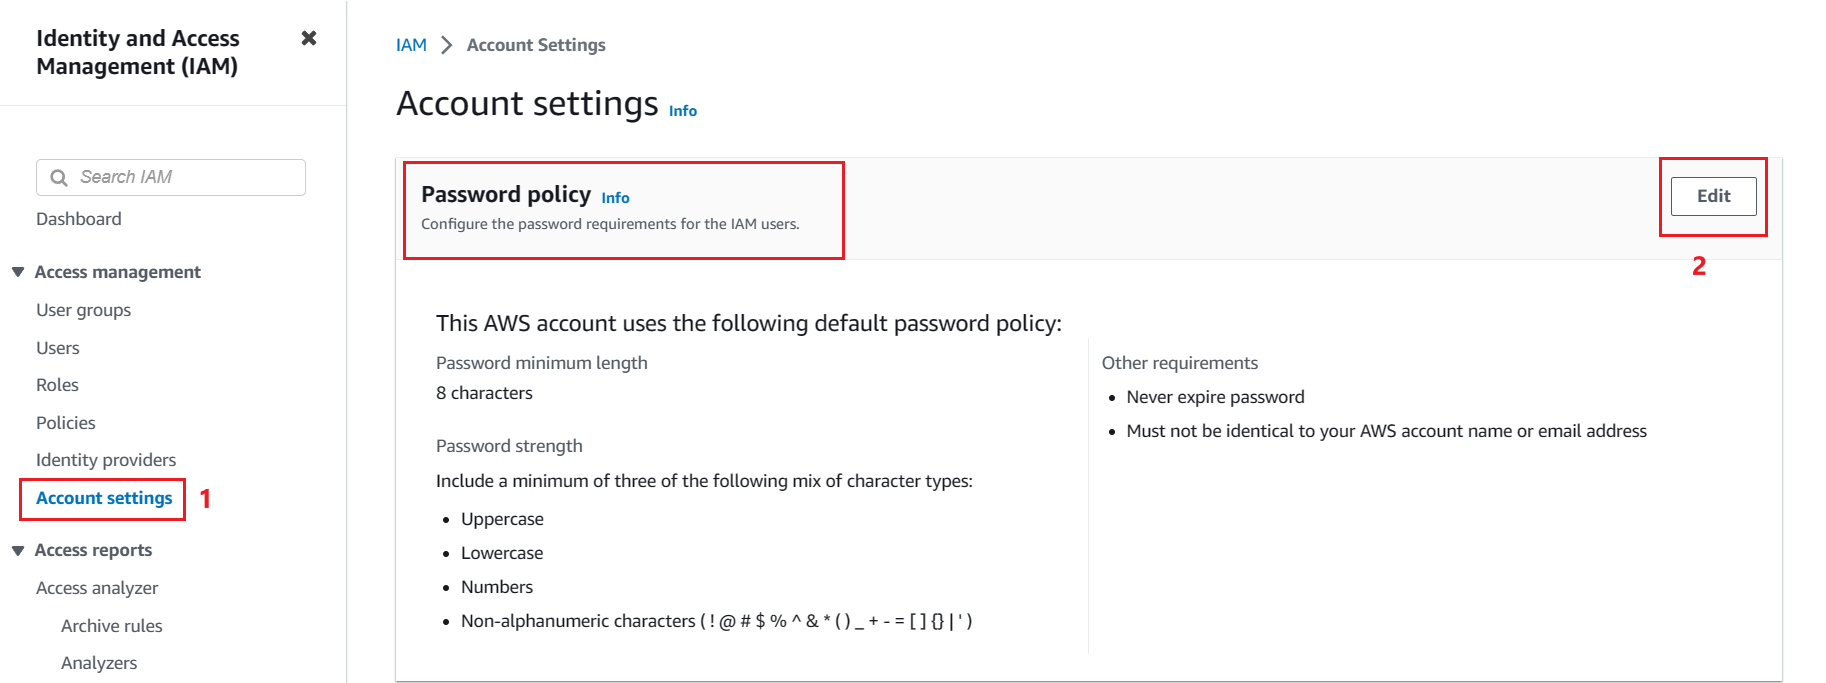 Identity and Access
Management (IAM)
Search IAM
Dashboard
Access management
User groups
Users
Roles
Policies
Identity providers
Account settings
1
Access reports
Access analyzer
Archive rules
Analyzers
IAM
Account Settings
Account settings Info
Password policy Info
Configure the password requirements for the IAM users.
Edit
2
This AWS account uses the following default password policy:
Password minimum length
8 characters
Password strength
Include a minimum of three of the following mix of character types:
• Uppercase
• Lowercase
• Numbers
• Non-alphanumeric characters ( ! @ # $ % ^ & * ( ) _ + - = [ ] {} | ' )
Other requirements
• Never expire password
• Must not be identical to your AWS account name or email address